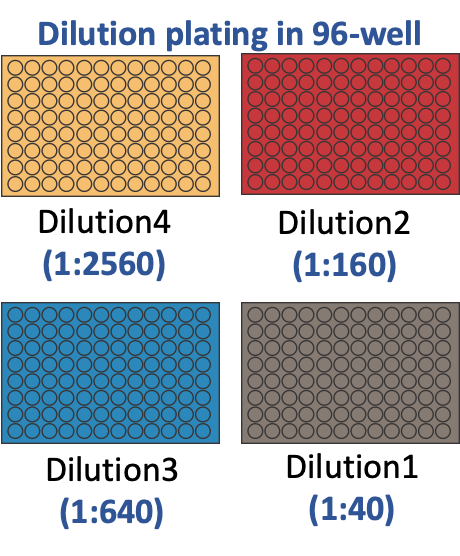 Dilution plating in 96-well
Dilution4
(1:2560)
Dilution2
(1:160)
Dilution3
(1:640)
Dilution1
(1:40)